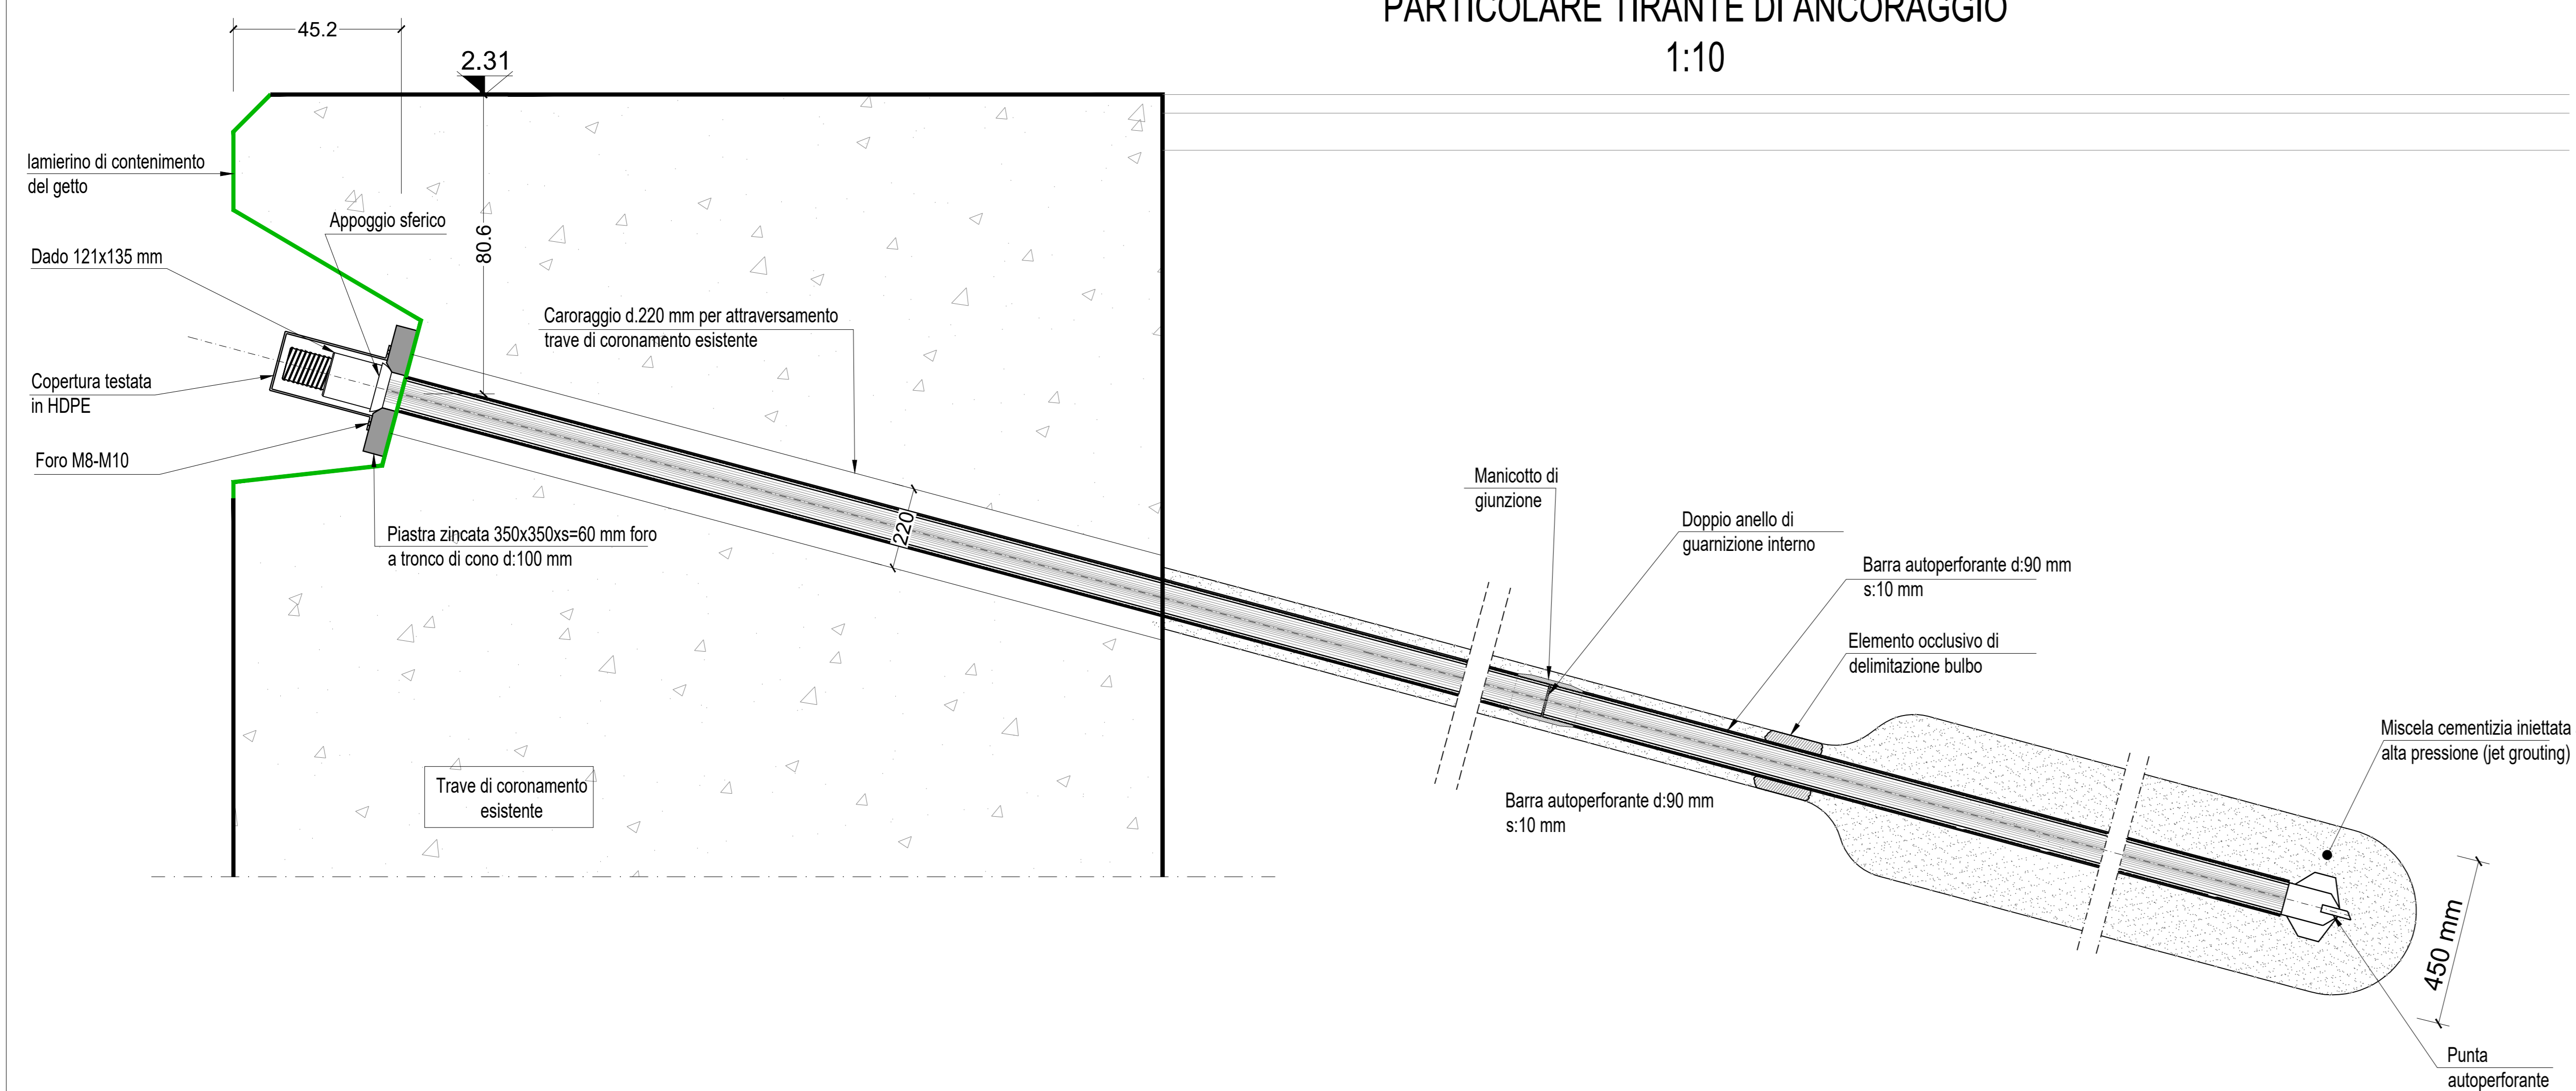 PARTICOLARE TIRANTE DI ANCORAGGIO
1:10
45.2
2.31
lamierino di contenimento
del getto
Appoggio sferico
80.6
Dado 121x135 mm
Caroraggio d.220 mm per attraversamento
trave di coronamento esistente
Copertura testata
in HDPE
Foro M8-M10
Piastra zincata 350x350xs=60 mm foro
a tronco di cono d:100 mm
220
Manicotto di
giunzione
Doppio anello di
guarnizione interno
Barra autoperforante d:90 mm
s:10 mm
Elemento occlusivo di
delimitazione bulbo
Miscela cementizia iniettata
alta pressione (jet grouting)
Trave di coronamento
esistente
Barra autoperforante d:90 mm
s:10 mm
450 mm
Punta
autoperforante